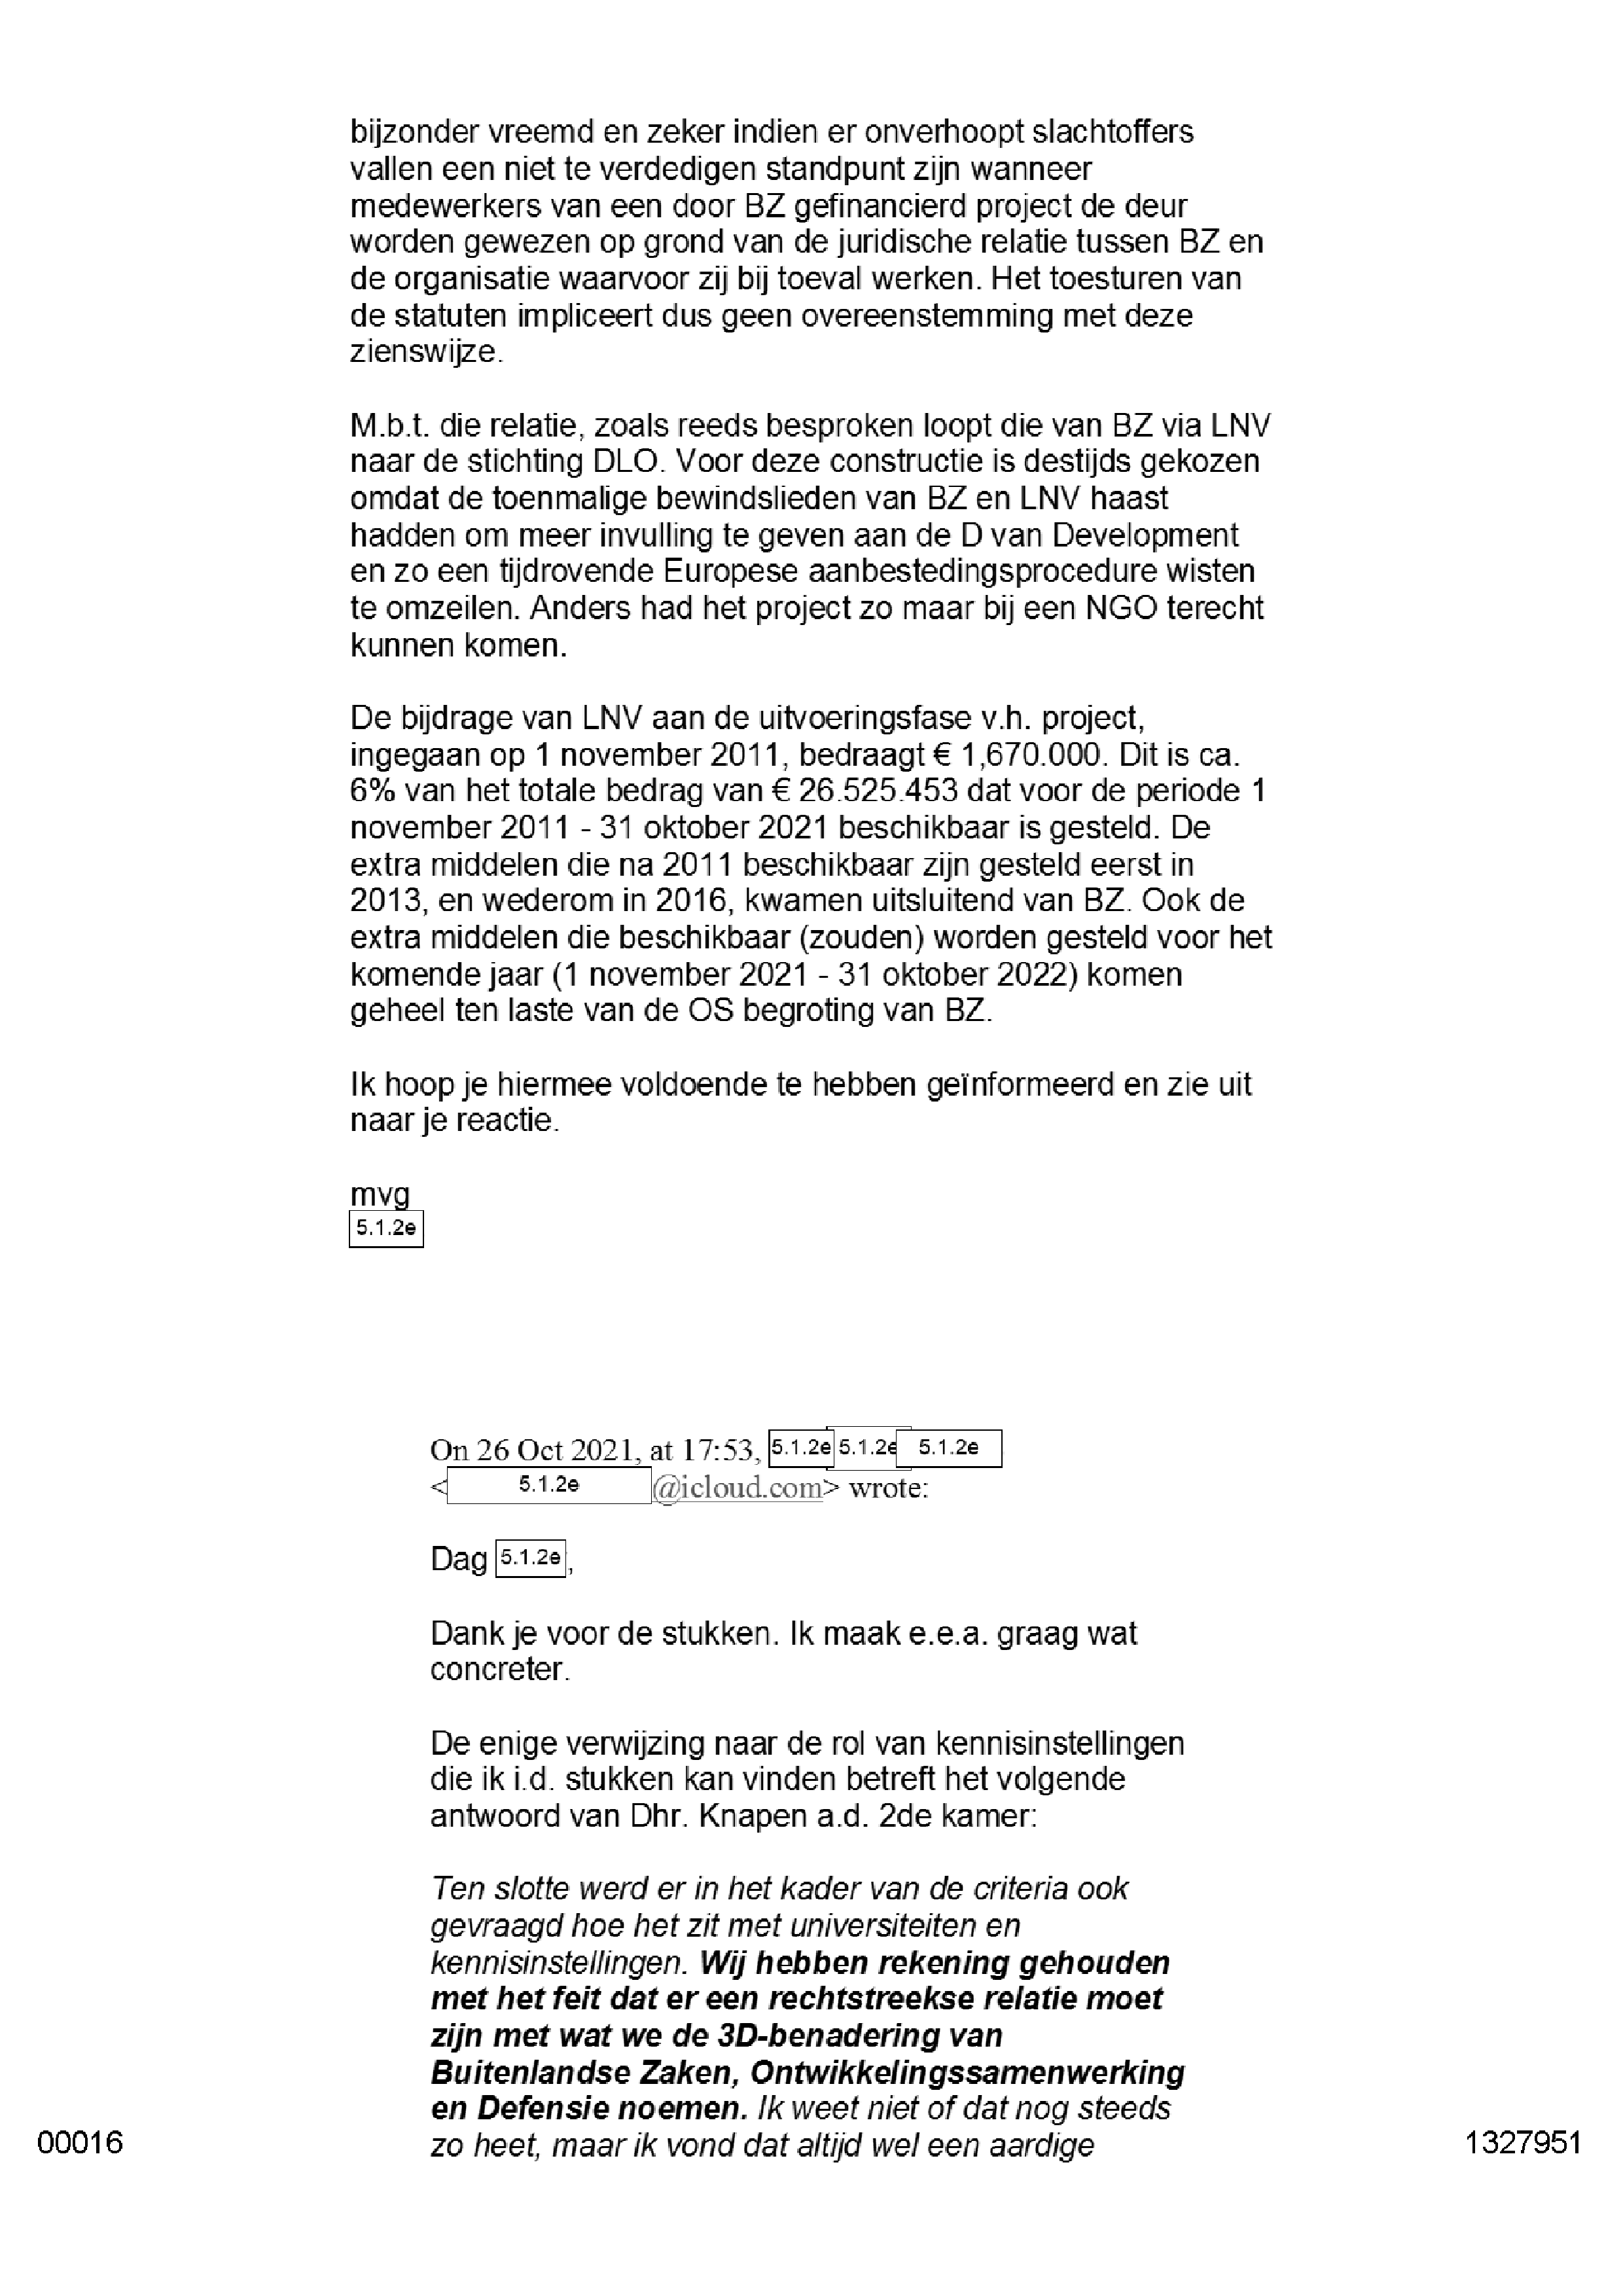 bijzonder vreemd en zeker indien er onverhoopt slachtoffers
vallen een niet te verdedigen standpunt zijn wanneer
medewerkers van een door BZ gefinancierd project de deur
worden gewezen op grond van de juridische relatie tussen BZ en
de organisatie waarvoor zij bij toeval werken. Het toesturen van
de statuten impliceert dus geen overeenstemming met deze
zienswijze.
M.b.t. die relatie, zoals reeds besproken loopt die van BZ via LNV
naar de stichting DLO. Voor deze constructie is destijds gekozen
omdat de toenmalige bewindslieden van BZ en LNV haast
hadden om meer invulling te geven aan de D van Development
en zo een tijdrovende Europese aanbestedingsprocedure wisten
te omzeilen. Anders had het project zo maar bij een NGO terecht
kunnen komen.
De bijdrage van LNV aan de uitvoeringsfase v.h. project,
ingegaan op 1 november 2011, bedraagt € 1,670.000. Dit is ca.
6% van het totale bedrag van € 26.525.453 dat voor de periode 1
november 2011 - 31 oktober 2021 beschikbaar is gesteld. De
extra middelen die na 2011 beschikbaar zijn gesteld eerst in
2013, en wederom in 2016, kwamen uitsluitend van BZ. Ook de
extra middelen die beschikbaar (zouden) worden gesteld voor het
komende jaar (1 november 2021 - 31 oktober 2022) komen
geheel ten laste van de OS begroting van BZ.
Ik hoop je hiermee voldoende te hebben geïnformeerd en zie uit
naar je reactie.
mvg
5.1.2e
On 26 Oct 2021, at 17:53, 5.1.2e 5.1.2e 5.1.2e
< 5.1.2e @icloud.com> wrote:
Dag 5.1.2e,
Dank je voor de stukken. Ik maak e.e.a. graag wat
concreter.
De enige verwijzing naar de rol van kennisinstellingen
die ik i.d. stukken kan vinden betreft het volgende
antwoord van Dhr. Knapen a.d. 2de kamer:
Ten slotte werd er in het kader van de criteria ook
gevraagd hoe het zit met universiteiten en
kennisinstellingen. Wij hebben rekening gehouden
met het feit dat er een rechtstreekse relatie moet
zijn met wat we de 3D-benadering van
Buitenlandse Zaken, Ontwikkelingssamenwerking
en Defensie noemen. Ik weet niet of dat nog steeds
zo heet, maar ik vond dat altijd wel een aardige
00016
1327951